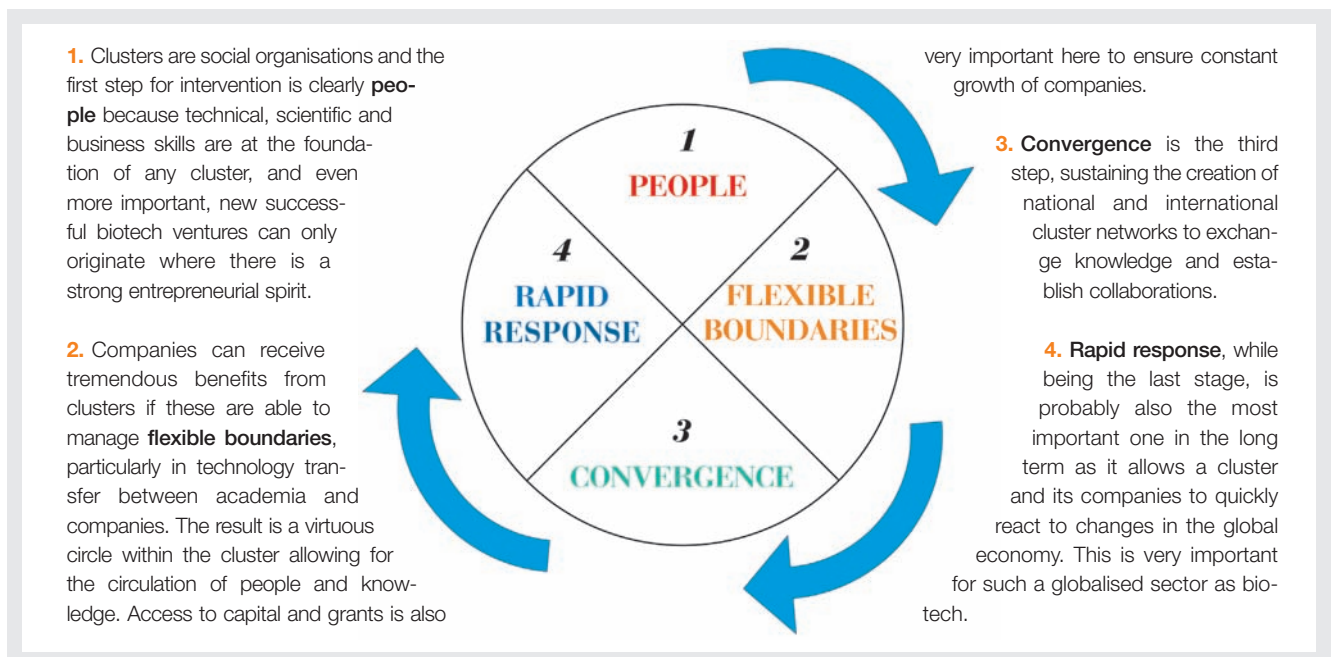 1. Clusters are social organisations and the
first step for intervention is clearly peo-
ple because technical, scientific and
business skills are at the founda-
tion of any cluster, and even
more important, new success-
ful biotech ventures can only
originate where there is a
strong entrepreneurial spirit.
2. Companies can receive
tremendous benefits from
clusters if these are able to
manage flexible boundaries,
particularly in technology tran-
sfer between academia and
companies. The result is a virtuous
circle within the cluster allowing for
the circulation of people and know-
ledge. Access to capital and grants is also
1
PEOPLE
2
FLEXIBLE
BOUNDARIES
3
CONVERGENCE
4
RAPID
RESPONSE
very important here to ensure constant
growth of companies.
3. Convergence is the third
step, sustaining the creation of
national and international
cluster networks to exchan-
ge knowledge and esta-
blish collaborations.
4. Rapid response, while
being the last stage, is
probably also the most
important one in the long
term as it allows a cluster
and its companies to quickly
react to changes in the global
economy. This is very important
for such a globalised sector as bio-
tech.